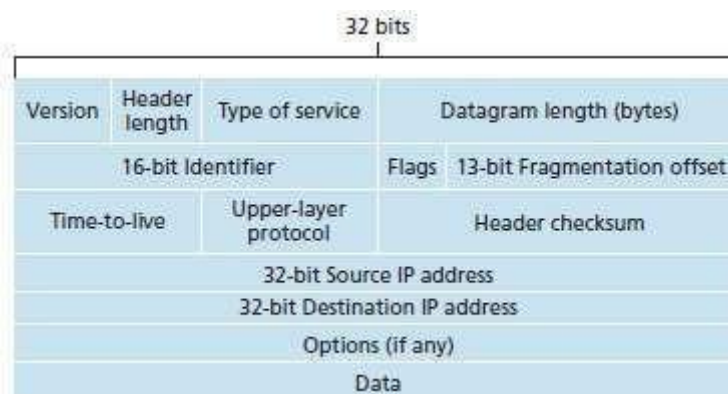 32 bits
Version
Header
length
Type of service
Datagram length (bytes)
16-bit Identifier
Flags
13-bit Fragmentation offset
Time-to-live
Upper-layer
protocol
Header checksum
32-bit Source IP address
32-bit Destination IP address
Options (if any)
Data